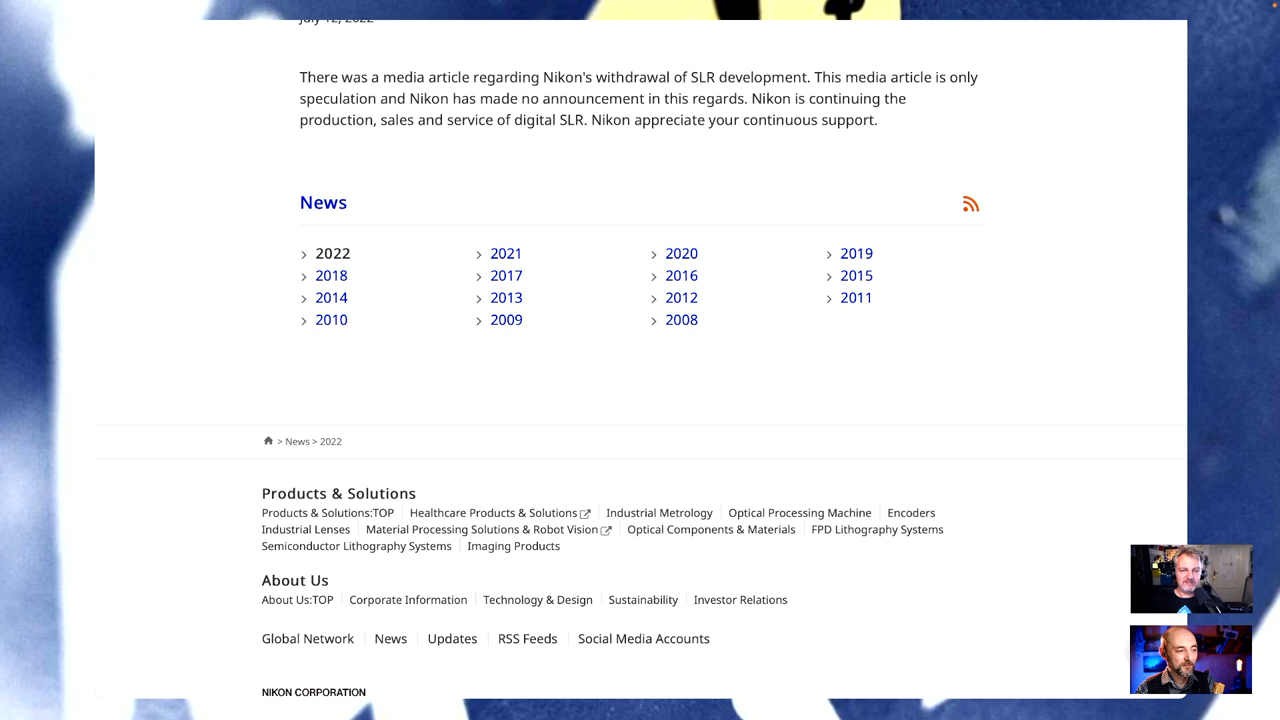 July 12, 2022
There was a media article regarding Nikon's withdrawal of SLR development. This media article is only
speculation and Nikon has made no announcement in this regards. Nikon is continuing the
production, sales and service of digital SLR. Nikon appreciate your continuous support.
News
2022 2021 2020 2019
2018 2017 2016 2015
2014 2013 2012 2011
2010 2009 2008
> News > 2022
Products & Solutions
Products & Solutions:TOP Healthcare Products & Solutions Industrial Metrology Optical Processing Machine Encoders
Industrial Lenses Material Processing Solutions & Robot Vision Optical Components & Materials FPD Lithography Systems
Semiconductor Lithography Systems Imaging Products
About Us
About Us:TOP Corporate Information Technology & Design Sustainability Investor Relations
Global Network News Updates RSS Feeds Social Media Accounts
NIKON CORPORATION